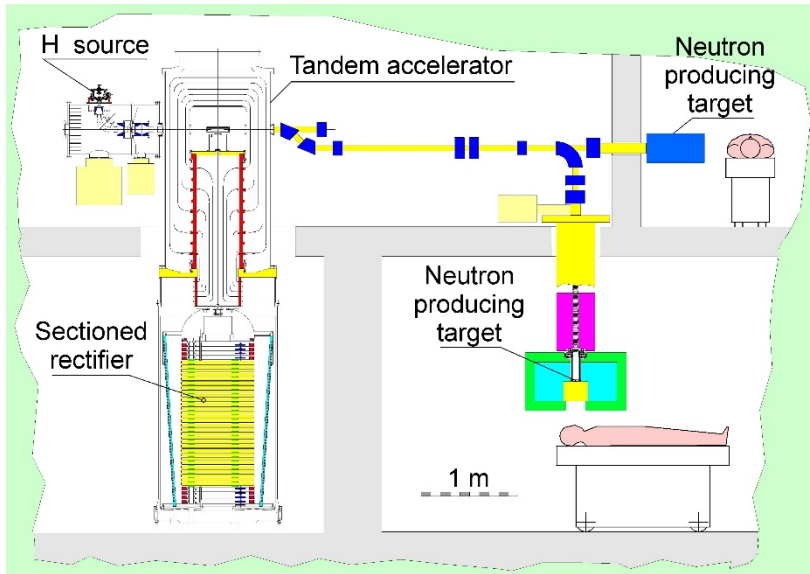 H source
Tandem accelerator
Neutron
producing
target
Neutron
producing
target
Sectioned
rectifier
1 m